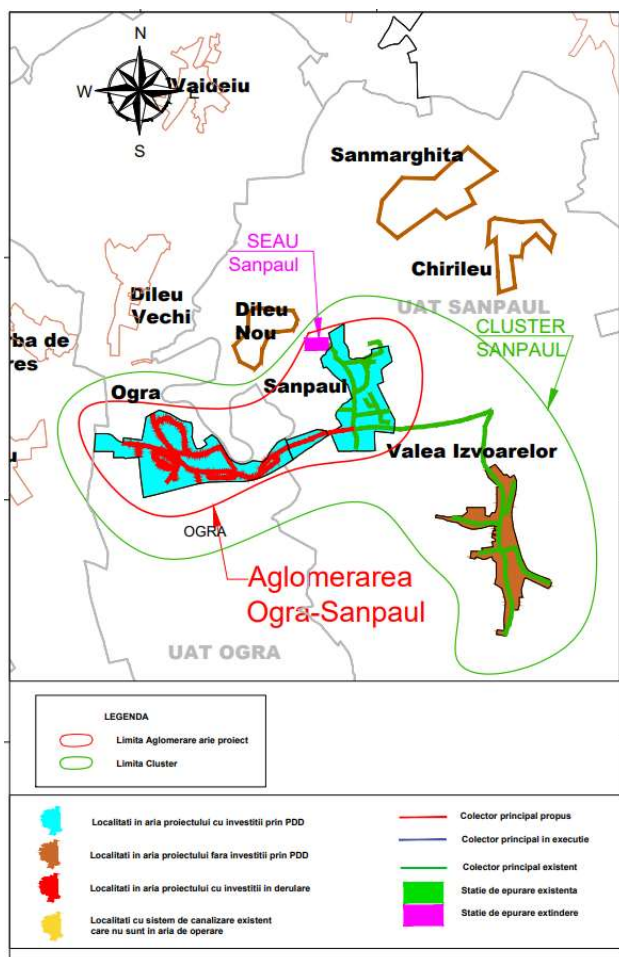 N
W
E
S
Vaideiu
Sanmarghita
SEAU
Sanpaul
Chirileu
Dileu
Vechi
Dileu
Nou
UAT SANPAUL
CLUSTER
SANPAUL
rba de
res
Ogra
Sanpaul
Valea Izvoarelor
u
OGRA
Aglomerarea
Ogra-Sanpaul
UAT OGRA
LEGENDA
Limita Aglomerare arie proiect
Limita Cluster
Localitati in aria proiectului cu investitii prin PDD
Localitati in aria proiectului fara investitii prin PDD
Localitati in aria proiectului cu investitii in derulare
Localitati cu sistem de canalizare existent
care nu sunt in aria de operare
Colector principal propus
Colector principal in executie
Colector principal existent
Statie de epurare existenta
Statie de epurare extindere